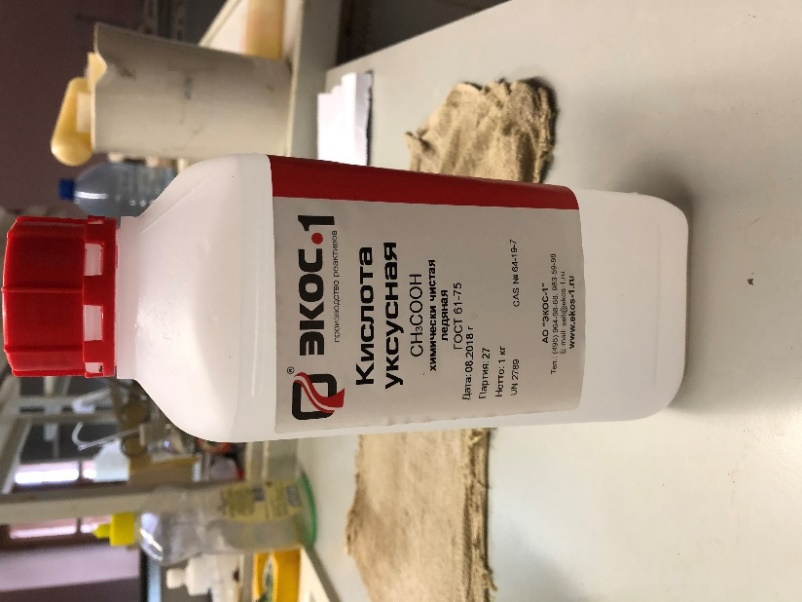 ЭКОС-1
®
производство реактивов
Кислота
уксусная
CH₃COOH
химически чистая
ледяная
ГОСТ 61-75
Дата: 08.2018 г
Партия: 27
Нетто: 1 кг
UN 2789 CAS № 64-19-7
АО "ЭКОС-1"
www.ekos-1.ru